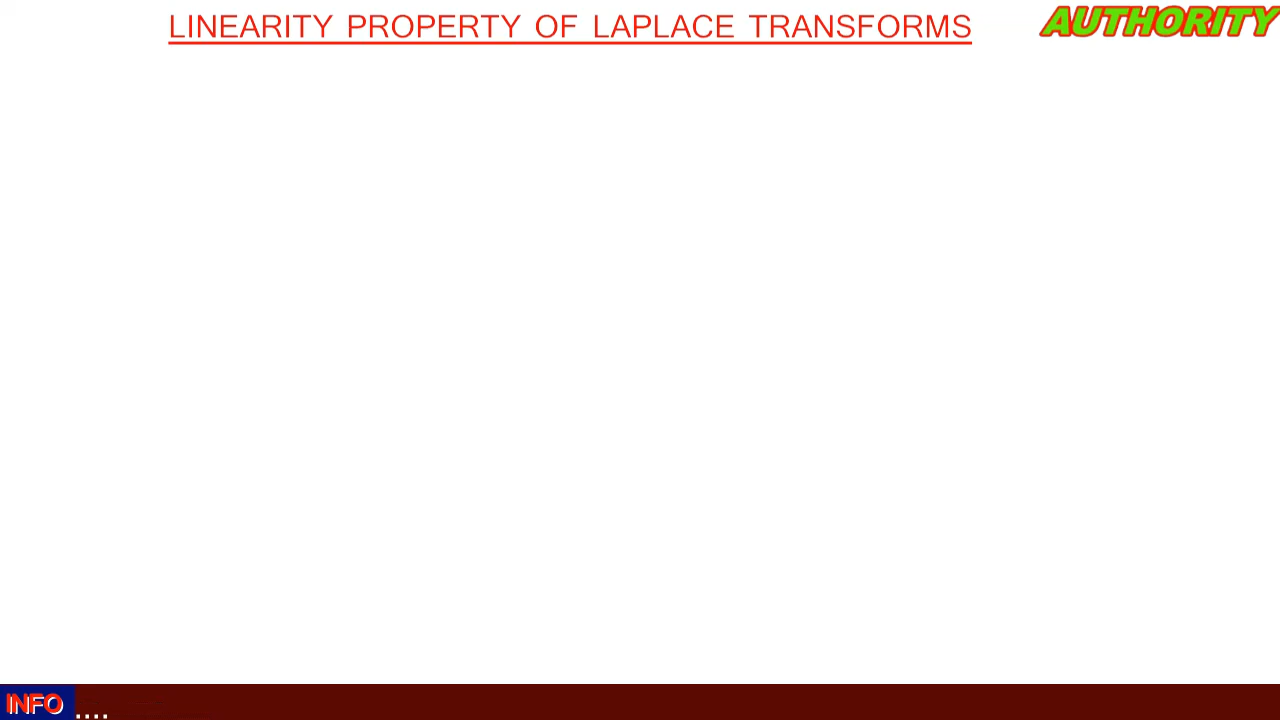 LINEARITY PROPERTY OF LAPLACE TRANSFORMS
AUTHORITY
INFO
....